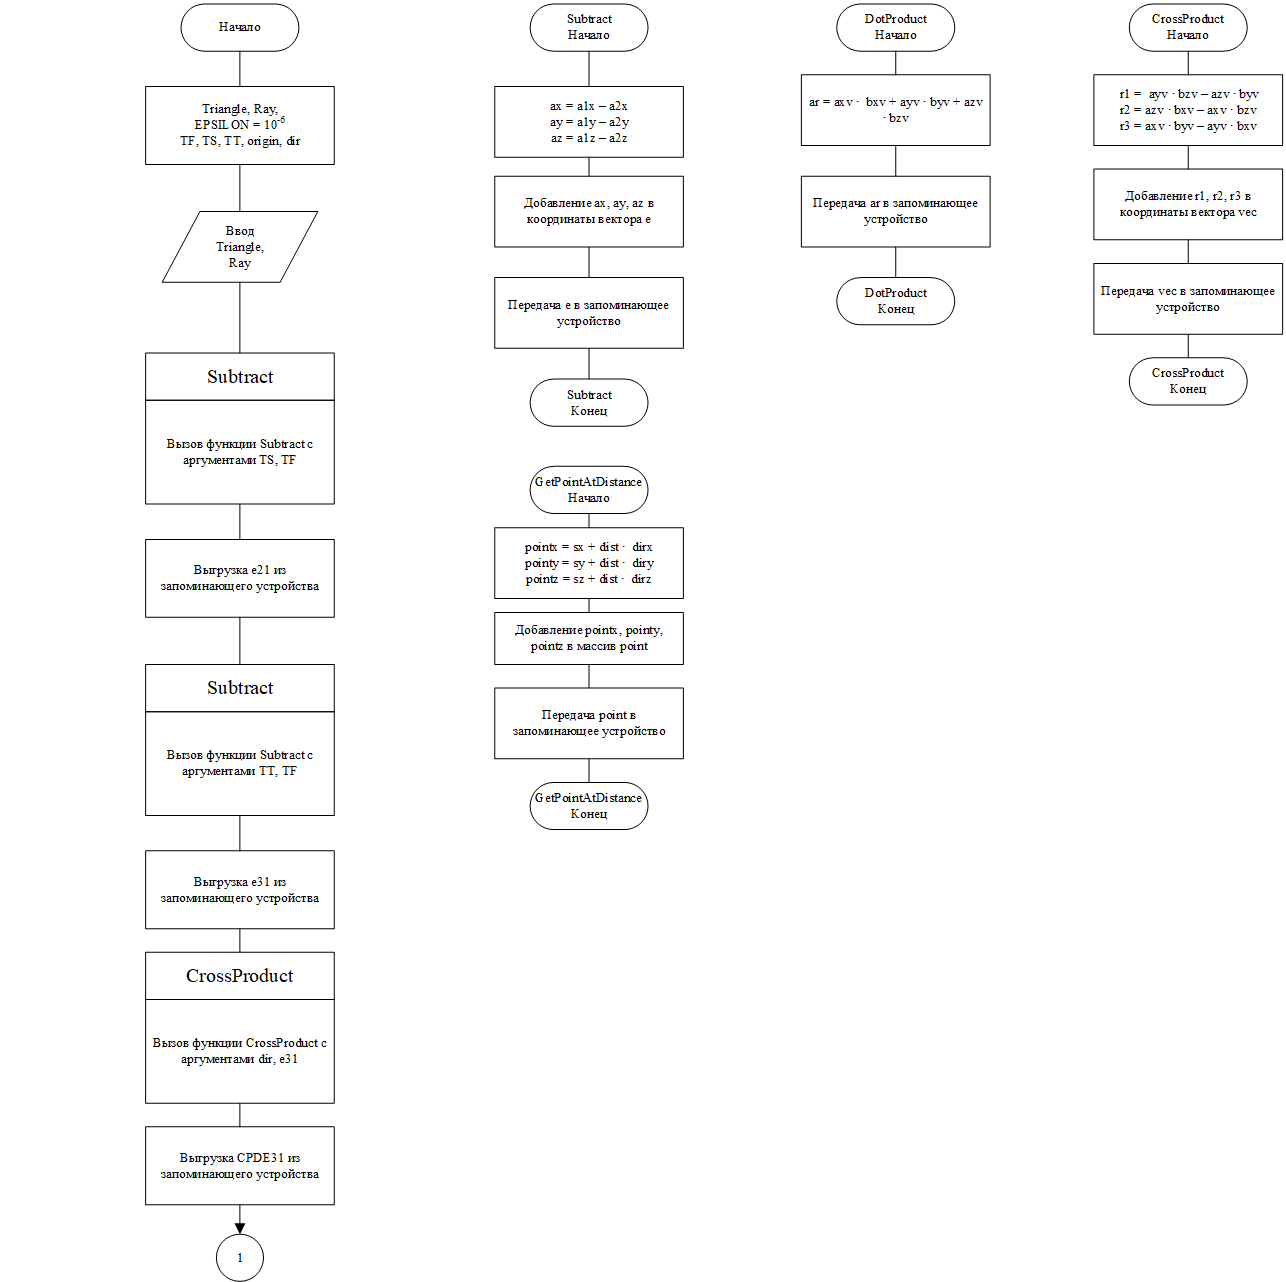 Начало
Triangle, Ray,
EPSILON = 10⁻⁶
TF, TS, TT, origin, dir
Ввод
Triangle,
Ray
Subtract
Вызов функции Subtract с
аргументами TS, TF
Выгрузка e21 из
запоминающего устройства
Subtract
Вызов функции Subtract с
аргументами TT, TF
Выгрузка e31 из
запоминающего устройства
CrossProduct
Вызов функции CrossProduct с
аргументами dir, e31
Выгрузка CPDE31 из
запоминающего устройства
1
Subtract
Начало
ax = a1x – a2x
ay = a1y – a2y
az = a1z – a2z
Добавление ax, ay, az в
координаты вектора e
Передача e в запоминающее
устройство
Subtract
Конец
GetPointAtDistance
Начало
pointx = sx + dist · dirx
pointy = sy + dist · diry
pointz = sz + dist · dirz
Добавление pointx, pointy,
pointz в массив point
Передача point в
запоминающее устройство
GetPointAtDistance
Конец
DotProduct
Начало
ar = axv · bxv + ayv · byv + azv
· bzv
Передача ar в запоминающее
устройство
DotProduct
Конец
CrossProduct
Начало
r1 = ayv · bzv – azv · byv
r2 = azv · bxv – axv · bzv
r3 = axv · byv – ayv · bxv
Добавление r1, r2, r3 в
координаты вектора vec
Передача vec в запоминающее
устройство
CrossProduct
Конец